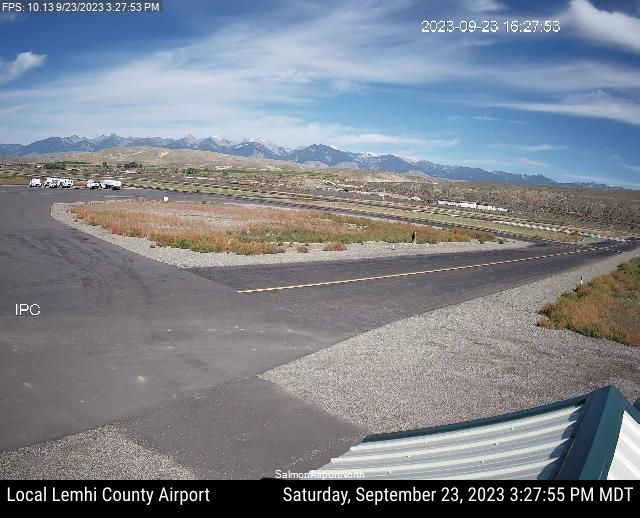 FPS: 10.13 9/23/2023 3:27:53 PM
2023-09-23 16:27:53
IPC
SalmonAirportNorth
Local Lemhi County Airport
Saturday, September 23, 2023 3:27:55 PM MDT